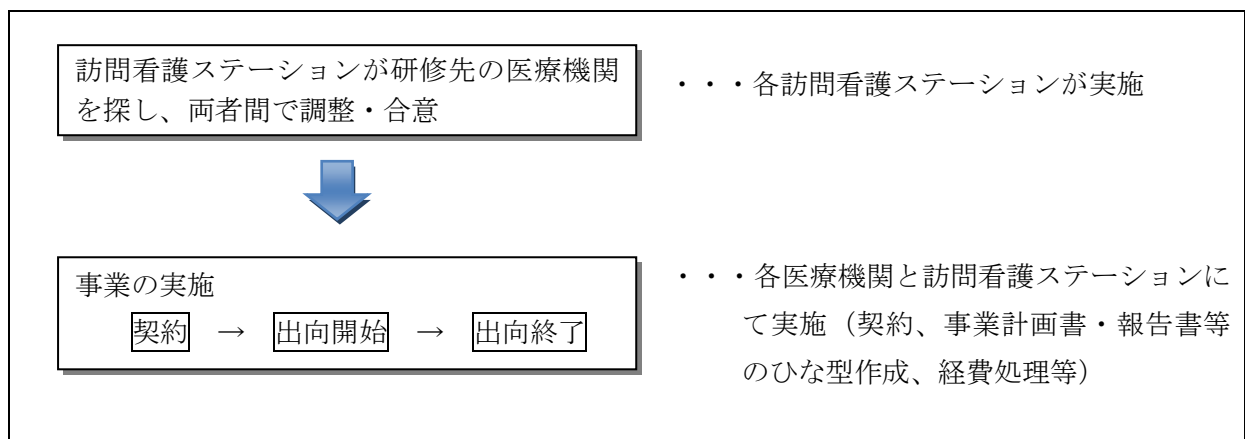 訪問看護ステーションが研修先の医療機関
を探し、両者間で調整・合意
・・・各訪問看護ステーションが実施
事業の実施
契約 → 出向開始 → 出向終了
・・・各医療機関と訪問看護ステーションに
て実施（契約、事業計画書・報告書等
のひな型作成、経費処理等）